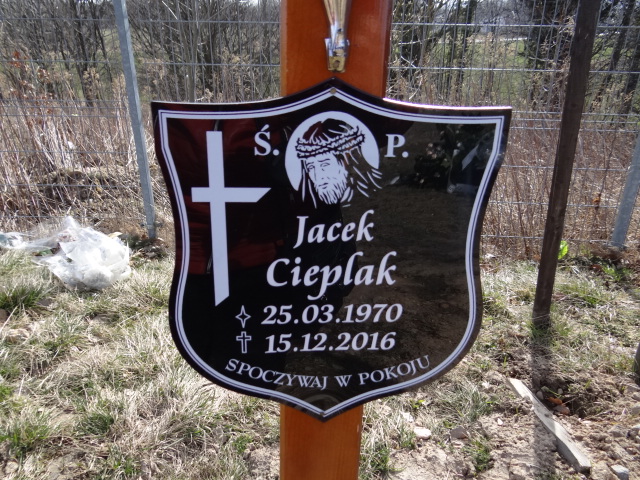 Ś. P.
Jacek
Cieplak
25.03.1970
15.12.2016
SPOCZYWAJ W POKOJU